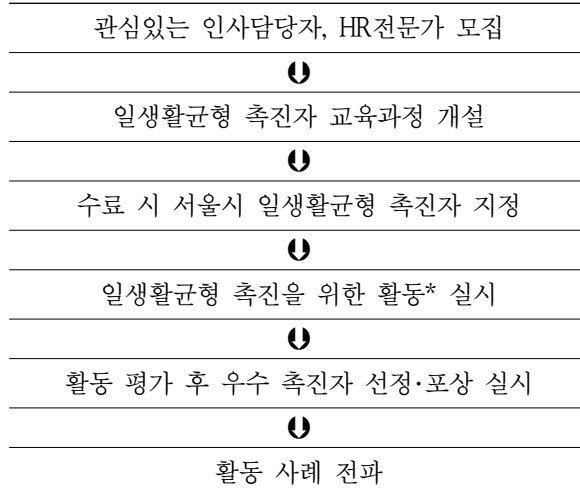 관심있는 인사담당자, HR전문가 모집
일생활균형 촉진자 교육과정 개설
수료 시 서울시 일생활균형 촉진자 지정
일생활균형 촉진을 위한 활동* 실시
활동 평가 후 우수 촉진자 선정·포상 실시
활동 사례 전파